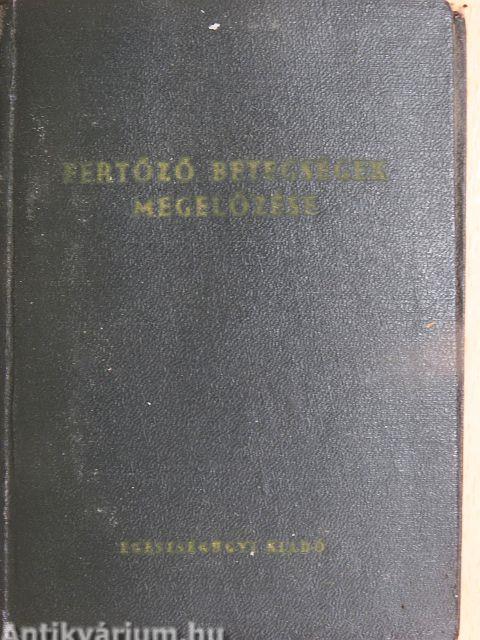 FERTŐZŐ BETEGSÉGEK
MEGELŐZÉSE
EGÉSZSÉGÜGYI KIADÓ
Antikvárium.hu